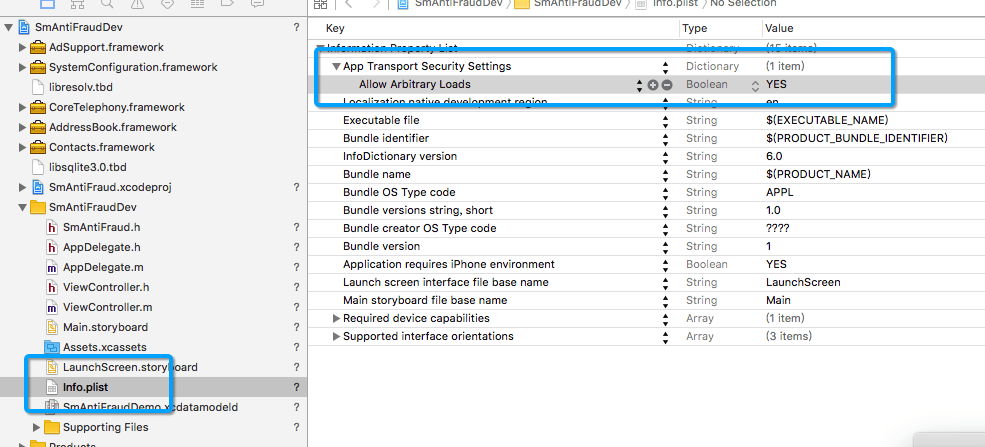 SmAntiFraudDev SmAntiFraudDev Info.plist No Selection
SmAntiFraudDev ?
AdSupport.framework
SystemConfiguration.framework
libresolv.tbd
CoreTelephony.framework
AddressBook.framework
Contacts.framework
libsqlite3.0.tbd
SmAntiFraud.xcodeproj ?
SmAntiFraudDev
SmAntiFraud.h ?
AppDelegate.h ?
AppDelegate.m ?
ViewController.h ?
ViewController.m ?
Main.storyboard ?
Assets.xcassets ?
LaunchScreen.storyboard ?
Info.plist ?
SmAntiFraudDemo.xcdatamodeld ?
Supporting Files ?
Products
Key Type Value
Information Property List Dictionary (15 items)
App Transport Security Settings Dictionary (1 item)
Allow Arbitrary Loads Boolean YES
Localization native development region String en
Executable file String $(EXECUTABLE_NAME)
Bundle identifier String $(PRODUCT_BUNDLE_IDENTIFIER)
InfoDictionary version String 6.0
Bundle name String $(PRODUCT_NAME)
Bundle OS Type code String APPL
Bundle versions string, short String 1.0
Bundle creator OS Type code String ????
Bundle version String 1
Application requires iPhone environment Boolean YES
Launch screen interface file base name String LaunchScreen
Main storyboard file base name String Main
Required device capabilities Array (1 item)
Supported interface orientations Array (3 items)